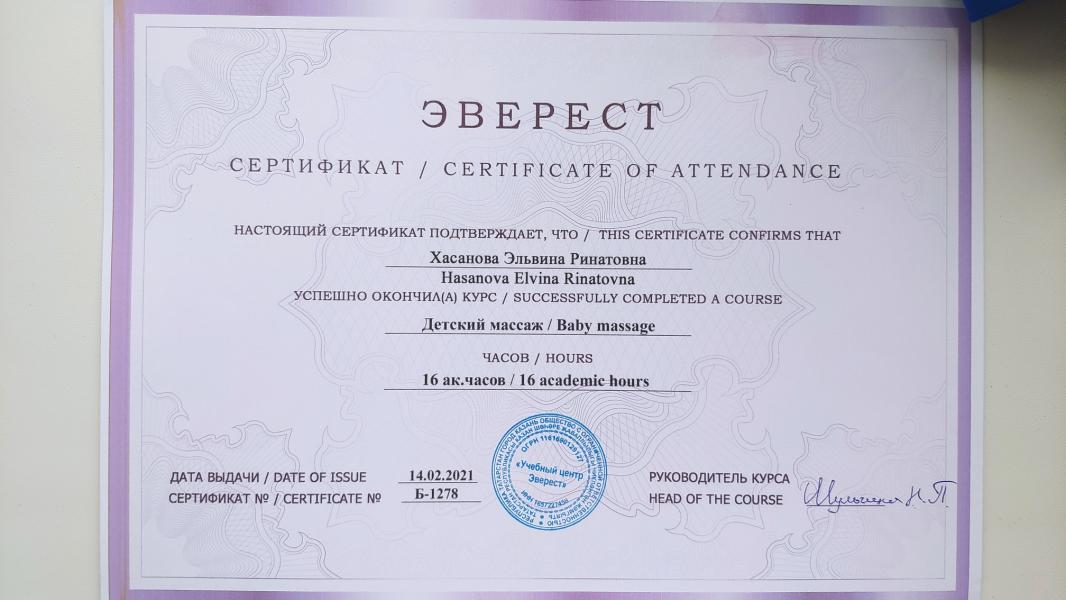 ЭВЕРЕСТ
СЕРТИФИКАТ / CERTIFICATE OF ATTENDANCE
НАСТОЯЩИЙ СЕРТИФИКАТ ПОДТВЕРЖДАЕТ, ЧТО / THIS CERTIFICATE CONFIRMS THAT
Хасанова Эльвина Ринатовна
Hasanova Elvina Rinatovna
УСПЕШНО ОКОНЧИЛ(А) КУРС / SUCCESSFULLY COMPLETED A COURSE
Детский массаж / Baby massage
ЧАСОВ / HOURS
16 ак.часов / 16 academic hours
«Учебный центр
Эверест»
ДАТА ВЫДАЧИ / DATE OF ISSUE 14.02.2021
СЕРТИФИКАТ № / CERTIFICATE № Б-1278
РУКОВОДИТЕЛЬ КУРСА
HEAD OF THE COURSE